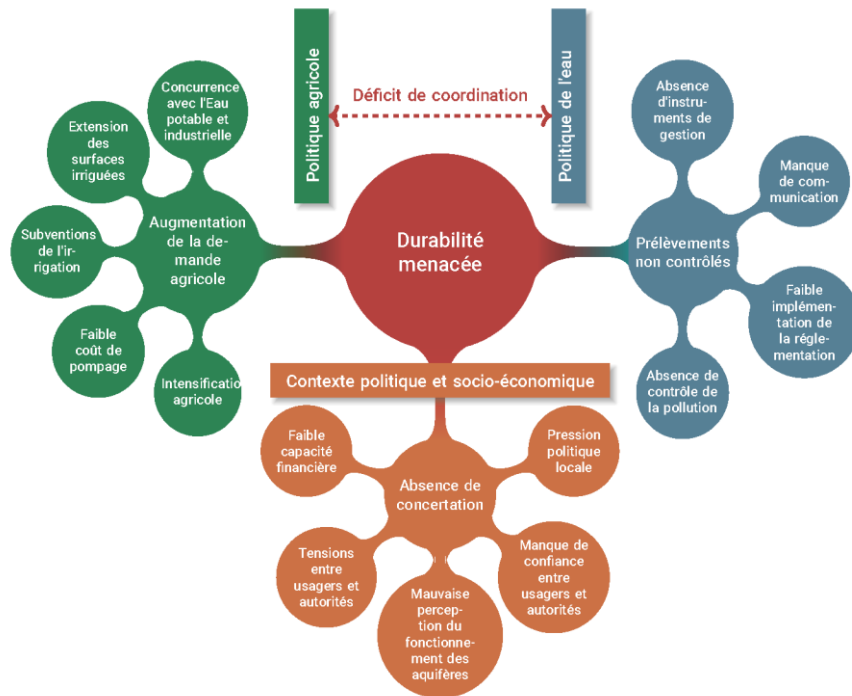 Politique agricole
Déficit de coordination
Politique de l'eau
Concurrence
avec l'Eau
potable et
industrielle
Extension
des
surfaces
irriguées
Subventions
de l'ir-
rigation
Faible
coût de
pompage
Intensificatio
agricole
Augmentation
de la de-
mande
agricole
Durabilité
menacée
Prélèvements
non contrôlés
Absence
d'instru-
ments de
gestion
Manque
de com-
munication
Faible
implémen-
tation de
la régle-
mentation
Absence de
contrôle de
la pollution
Contexte politique et socio-économique
Faible
capacité
financière
Absence de
concertation
Pression
politique
locale
Tensions
entre
usagers et
autorités
Mauvaise
percep-
tion du
fonctionne-
ment des
aquifères
Manque de
confiance
entre
usagers et
autorités